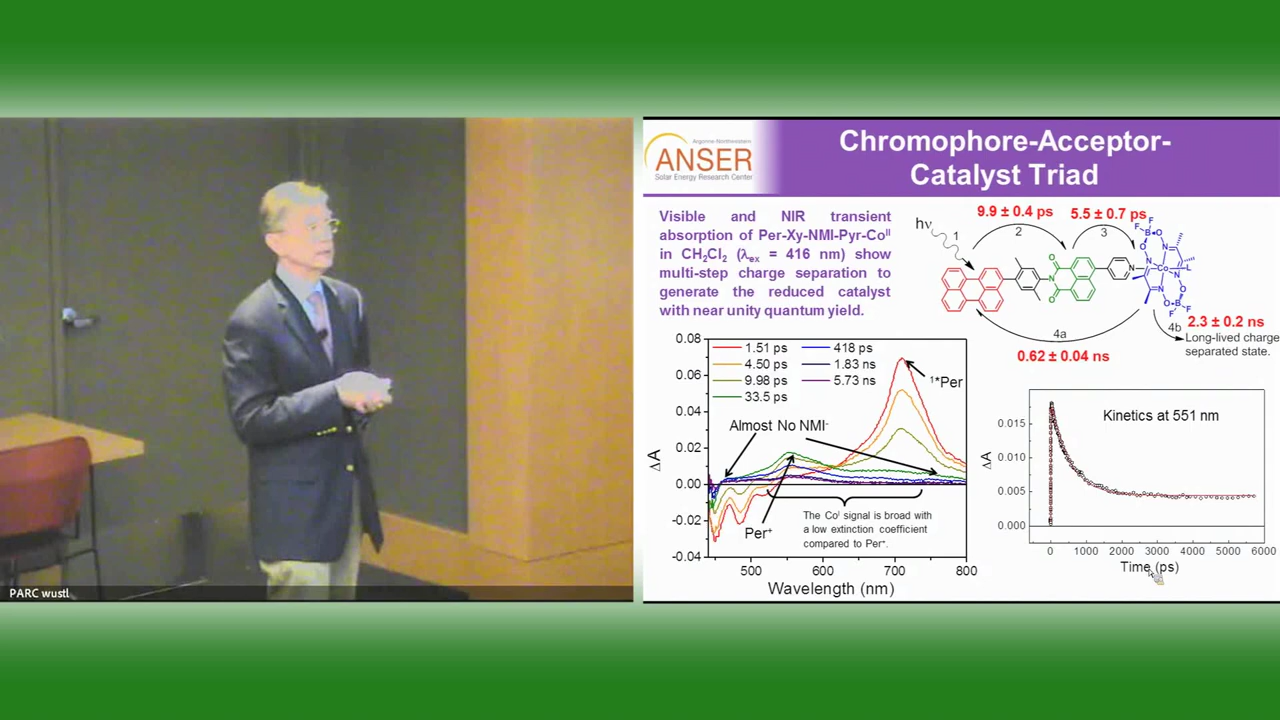 Argonne-Northwestern
ANSER
Solar Energy Research Center
Chromophore-Acceptor-
Catalyst Triad
Visible and NIR transient
absorption of Per-Xy-NMI-Pyr-Coᴵᴵ
in CH₂Cl₂ (λₑₓ = 416 nm) show
multi-step charge separation to
generate the reduced catalyst
with near unity quantum yield.
9.9 ± 0.4 ps
5.5 ± 0.7 ps
hν
1
2
3
F
F
B
O
O
N
N
O
N
O
N
Co
L
N
N
O
O
B
F
F
4a
4b
2.3 ± 0.2 ns
Long-lived charge
separated state.
0.62 ± 0.04 ns
0.08
0.06
0.04
0.02
0.00
-0.02
-0.04
ΔA
1.51 ps
4.50 ps
9.98 ps
33.5 ps
418 ps
1.83 ns
5.73 ns
¹*Per
Almost No NMI⁻
Per⁺
The Coᴵ signal is broad with
a low extinction coefficient
compared to Per⁺.
500 600 700 800
Wavelength (nm)
Kinetics at 551 nm
0.015
0.010
0.005
0.000
ΔA
0 1000 2000 3000 4000 5000 6000
Time (ps)
PARC wustl